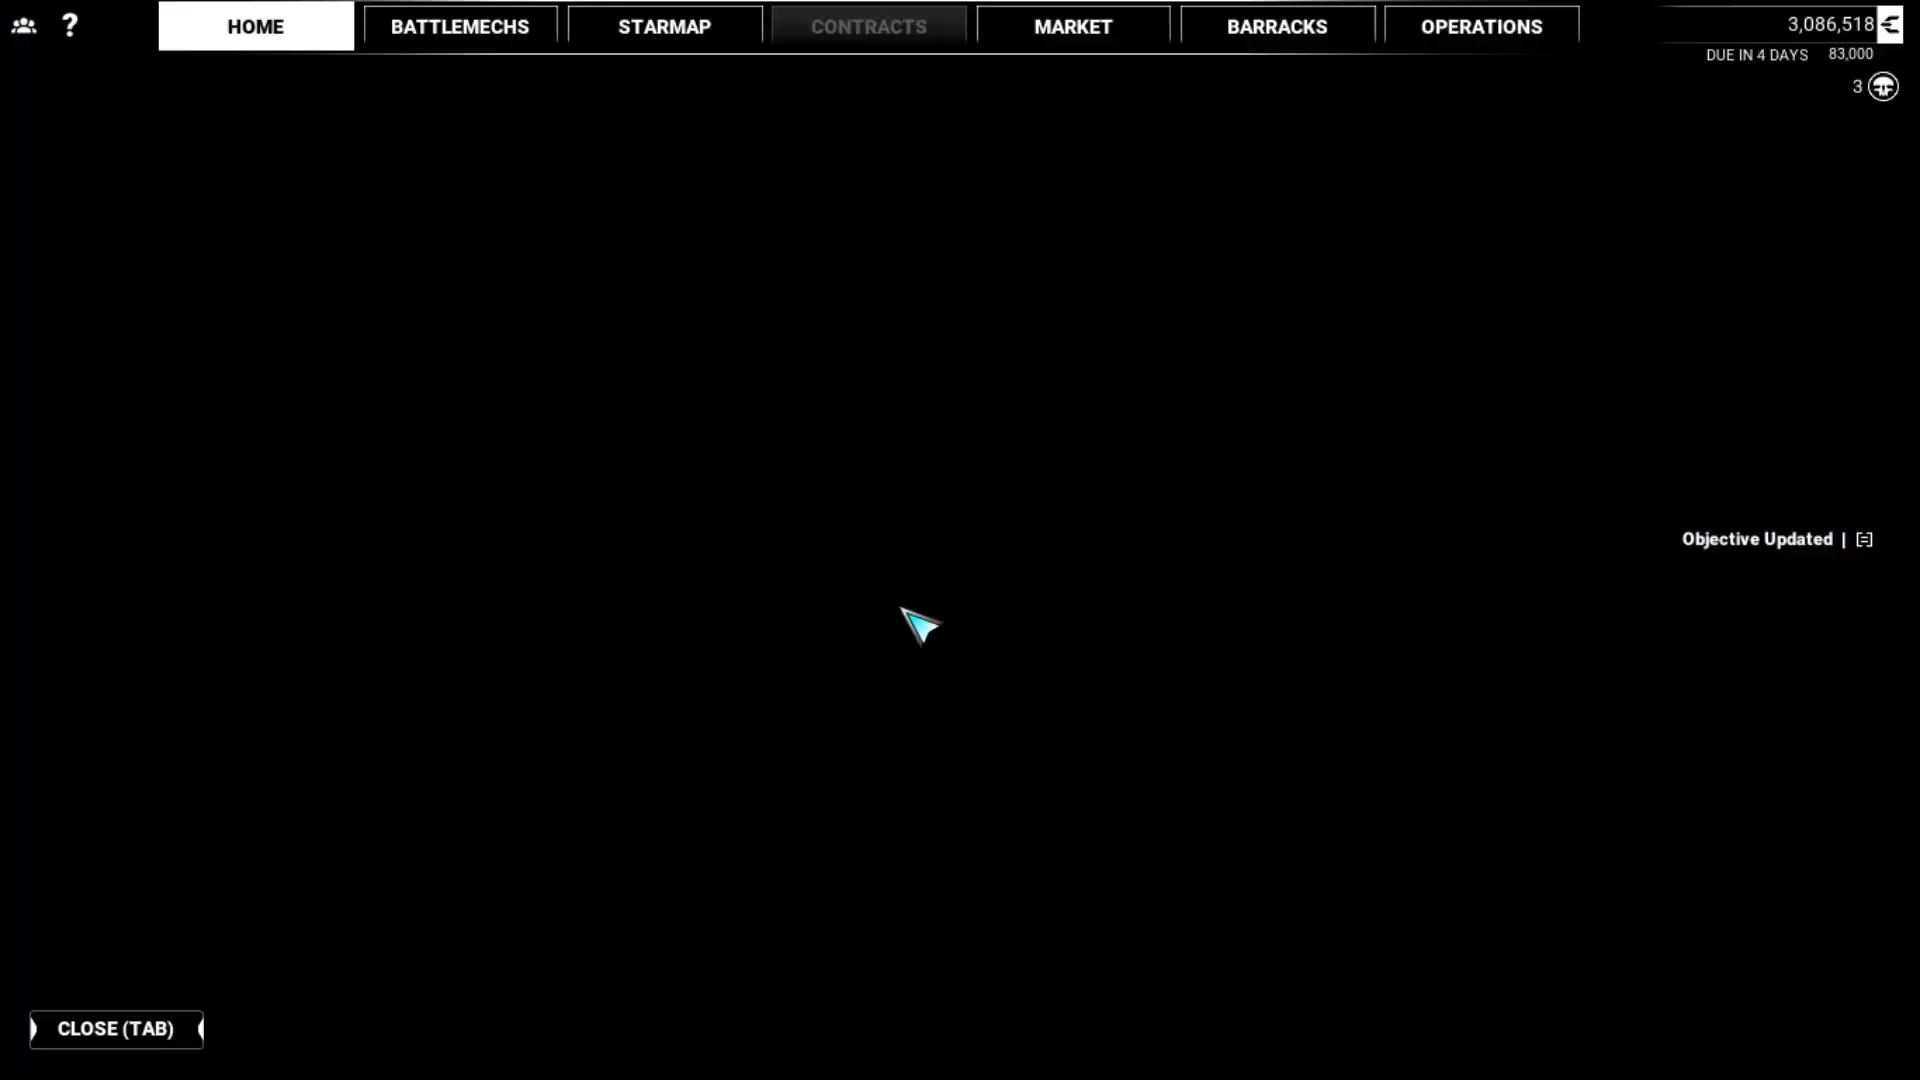 ?
HOME
BATTLEMECHS
STARMAP
CONTRACTS
MARKET
BARRACKS
OPERATIONS
3,086,518
DUE IN 4 DAYS 83,000
3
Objective Updated |
CLOSE (TAB)